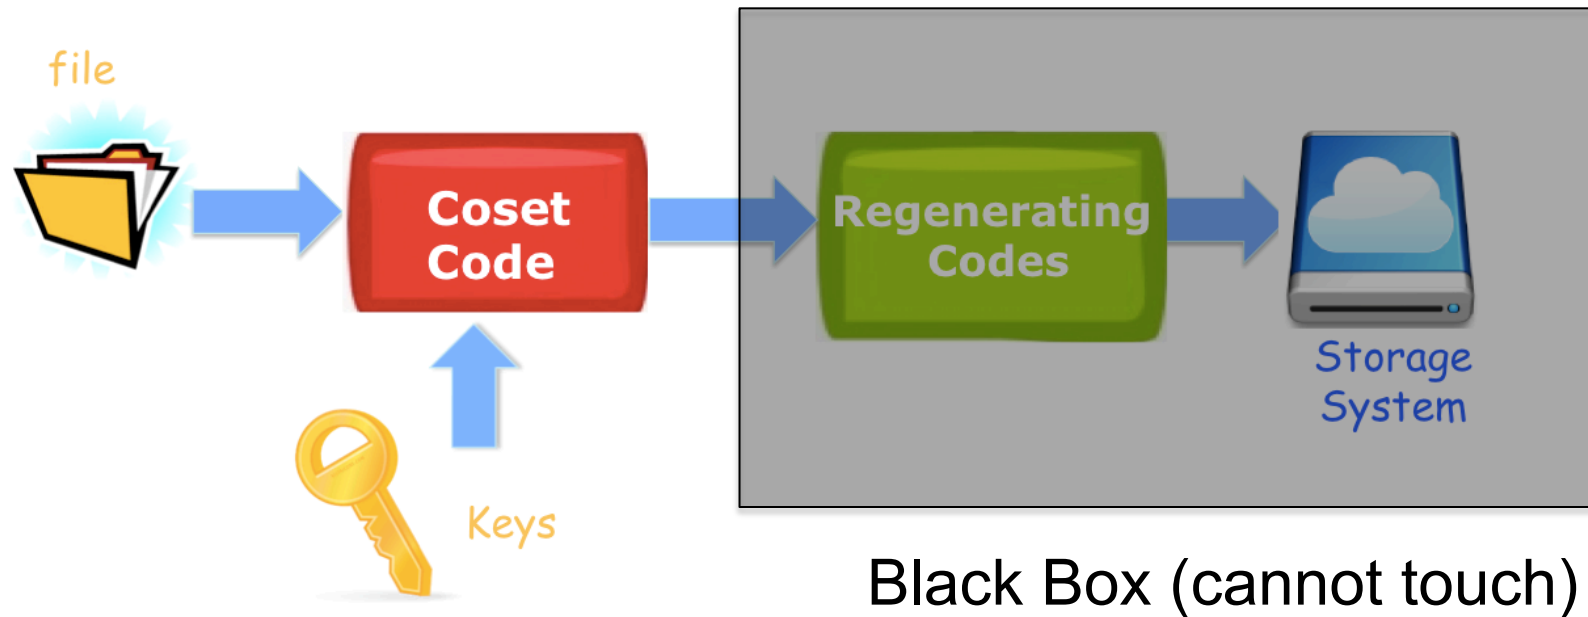 file
Coset
Code
Regenerating
Codes
Storage
System
Keys
Black Box (cannot touch)